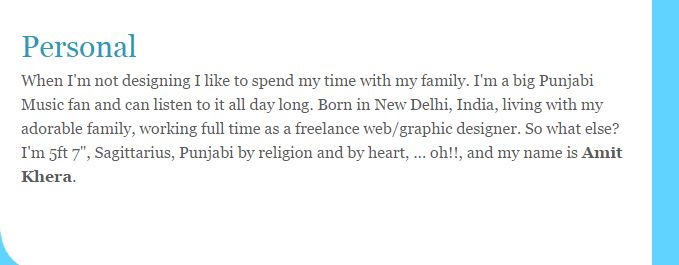 Personal
When I'm not designing I like to spend my time with my family. I'm a big Punjabi
Music fan and can listen to it all day long. Born in New Delhi, India, living with my
adorable family, working full time as a freelance web/graphic designer. So what else?
I'm 5ft 7", Sagittarius, Punjabi by religion and by heart, ... oh!!, and my name is Amit
Khera.